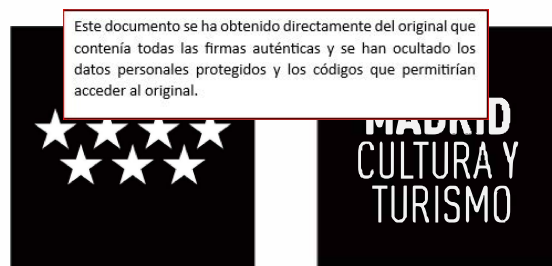 Este documento se ha obtenido directamente del original que
contenía todas las firmas auténticas y se han ocultado los
datos personales protegidos y los códigos que permitirían
acceder al original.
MADRID
CULTURA Y
TURISMO